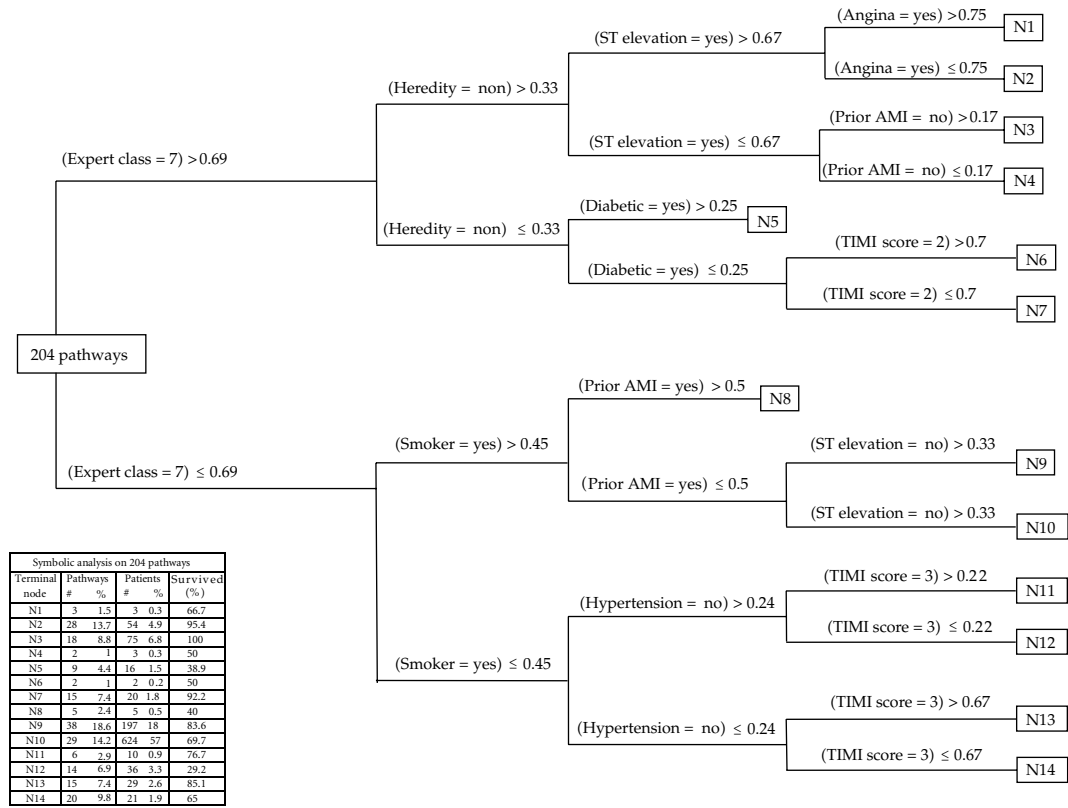 (Angina = yes) >0.75
N1
(ST elevation = yes) > 0.67
(Angina = yes) ≤ 0.75
N2
(Heredity = non) > 0.33
(Prior AMI = no) >0.17
N3
(ST elevation = yes) ≤ 0.67
(Prior AMI = no) ≤ 0.17
N4
(Expert class = 7) >0.69
(Diabetic = yes) > 0.25
N5
(Heredity = non) ≤ 0.33
(TIMI score = 2) >0.7
N6
(Diabetic = yes) ≤ 0.25
(TIMI score = 2) ≤0.7
N7
204 pathways
(Prior AMI = yes) > 0.5
N8
(Smoker = yes) > 0.45
(ST elevation = no) > 0.33
N9
(Expert class = 7) ≤ 0.69
(Prior AMI = yes) ≤ 0.5
(ST elevation = no) > 0.33
N10
(TIMI score = 3) > 0.22
N11
(Hypertension = no) > 0.24
(TIMI score = 3) ≤ 0.22
N12
(Smoker = yes) ≤ 0.45
(TIMI score = 3) > 0.67
N13
(Hypertension = no) ≤ 0.24
(TIMI score = 3) ≤ 0.67
N14
Symbolic analysis on 204 pathways
Terminal Pathways Patients Survived
node # % # % (%)
N1 3 1.5 3 0.3 66.7
N2 28 13.7 54 4.9 95.4
N3 18 8.8 75 6.8 100
N4 2 1 3 0.3 50
N5 9 4.4 16 1.5 38.9
N6 2 1 2 0.2 50
N7 15 7.4 20 1.8 92.2
N8 5 2.4 5 0.5 40
N9 38 18.6 197 18 83.6
N10 29 14.2 624 57 69.7
N11 6 2.9 10 0.9 76.7
N12 14 6.9 36 3.3 29.2
N13 15 7.4 29 2.6 85.1
N14 20 9.8 21 1.9 65